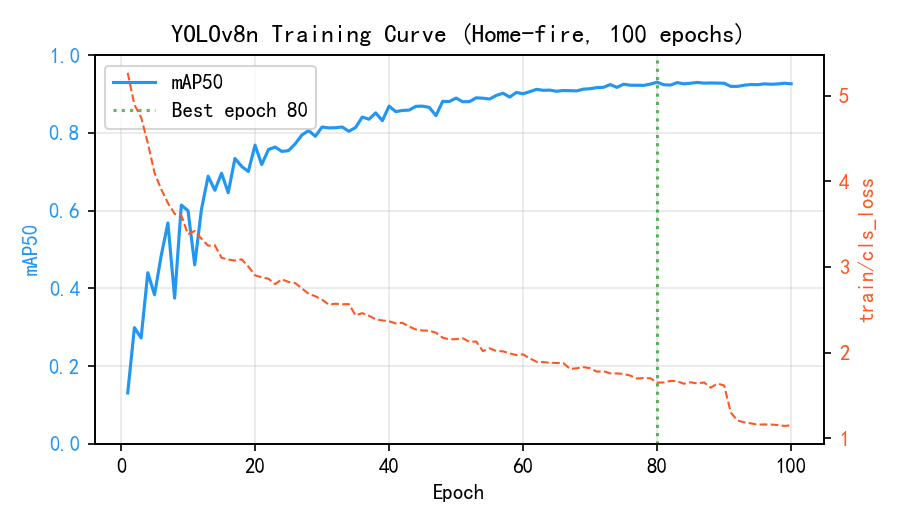 YOLOv8n Training Curve (Home-fire, 100 epochs)
mAP50
Best epoch 80
1.0
0.8
0.6
0.4
0.2
0.0
mAP50
5
4
3
2
1
train/cls_loss
0 20 40 60 80 100
Epoch